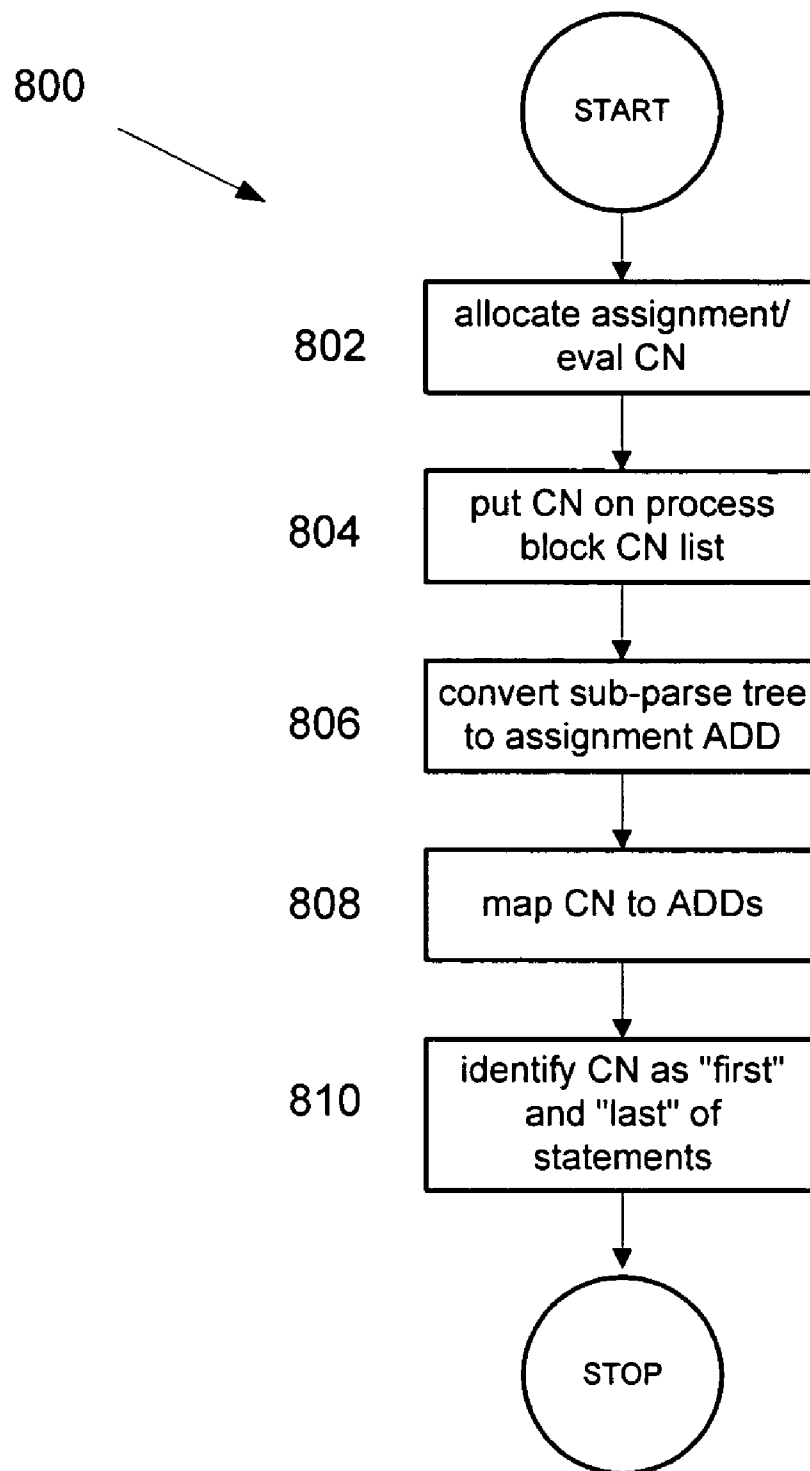 800
START
802
allocate assignment/
eval CN
804
put CN on process
block CN list
806
convert sub-parse tree
to assignment ADD
808
map CN to ADDs
810
identify CN as "first"
and "last" of
statements
STOP